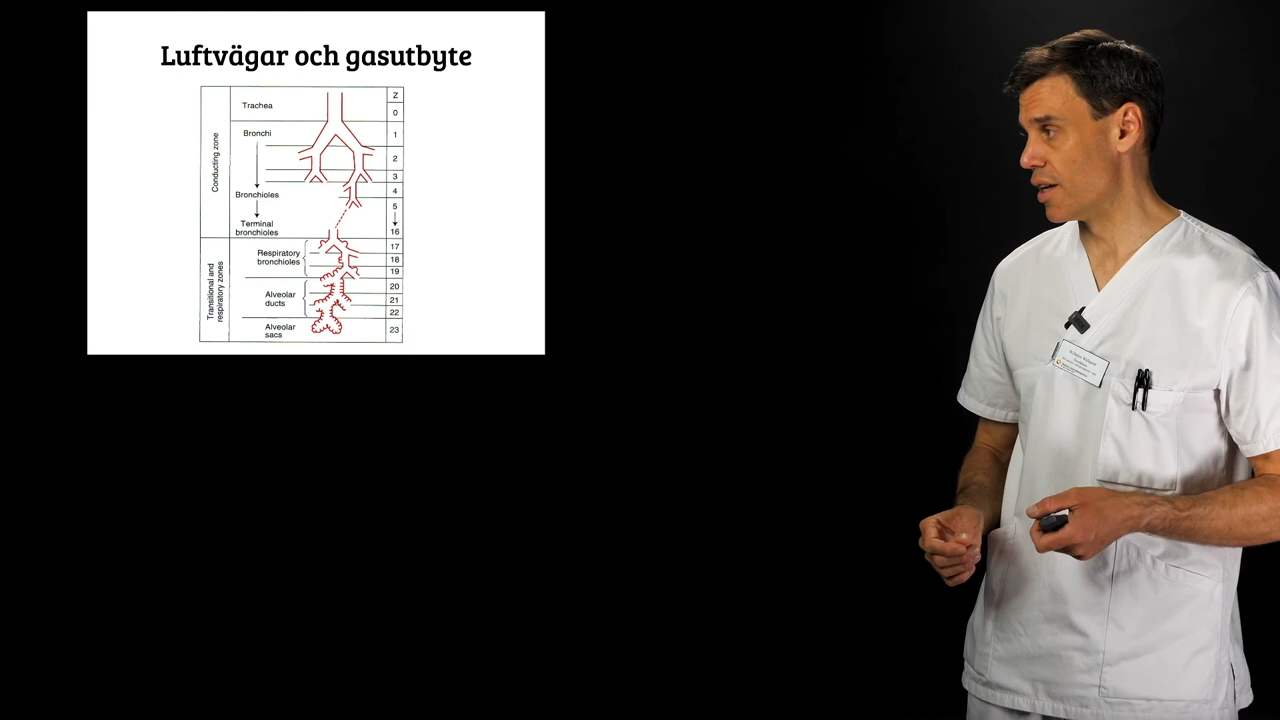 Luftvägar och gasutbyte
Z
Trachea
0
Conducting zone
Bronchi
1
2
3
4
Bronchioles
5
Terminal
bronchioles
16
Transitional and
respiratory zones
17
Respiratory
bronchioles
18
19
20
Alveolar
ducts
21
22
Alveolar
sacs
23